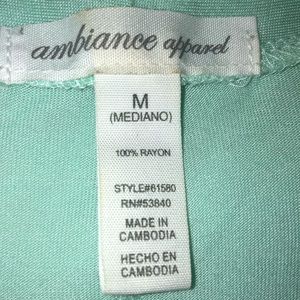 ambiance apparel
M
(MEDIANO)
100% RAYON
STYLE#61580
RN#53840
MADE IN
CAMBODIA
HECHO EN
CAMBODIA